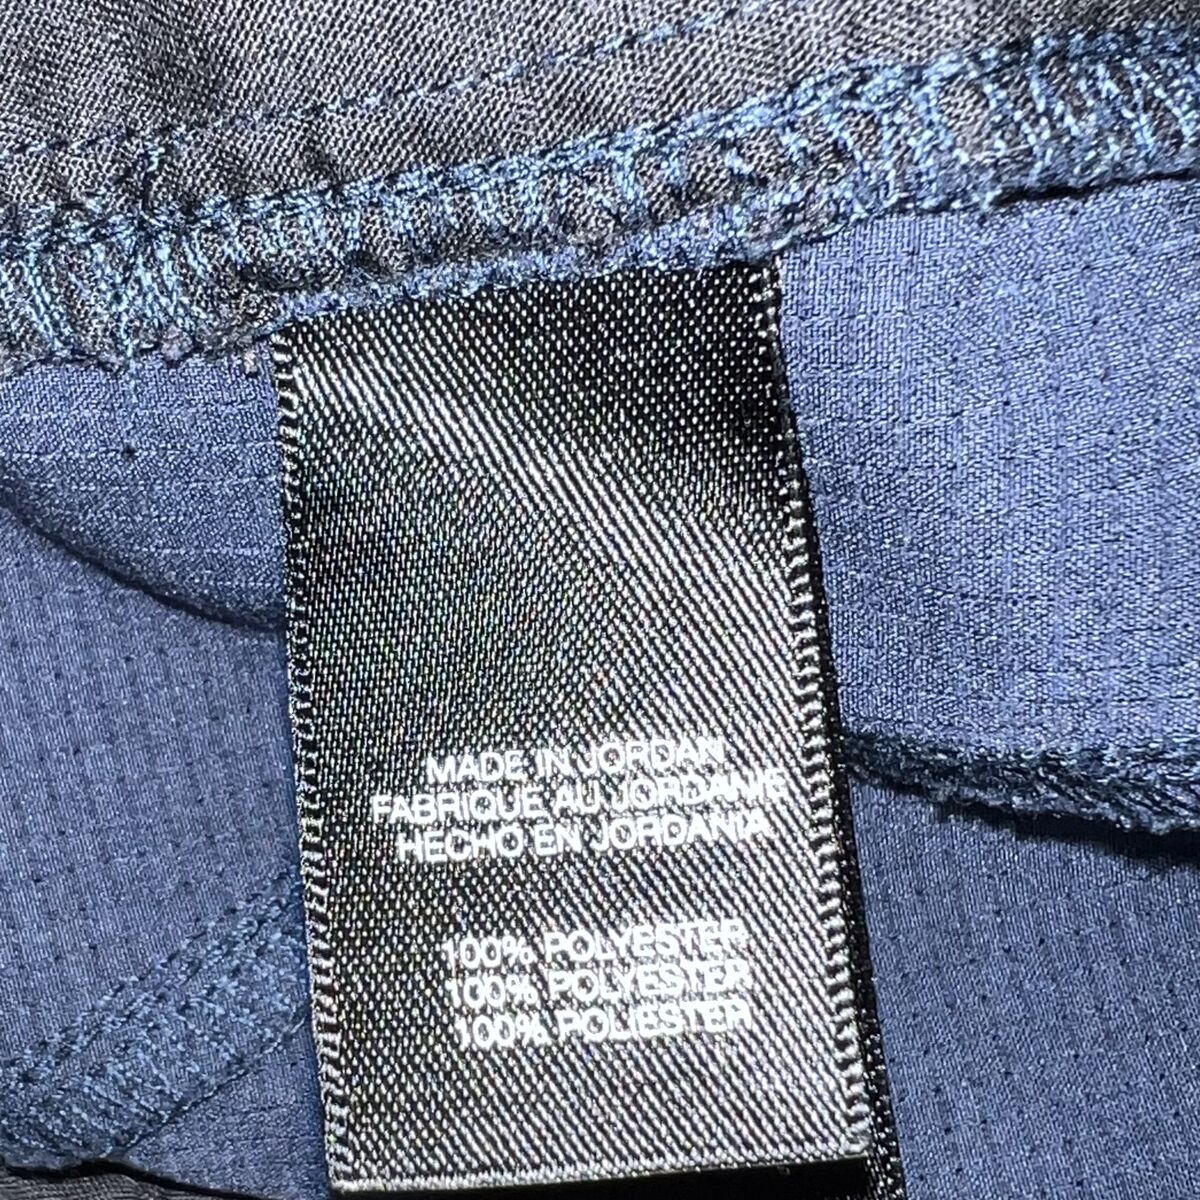 MADE IN JORDAN
FABRIQUE AU JORDANIE
HECHO EN JORDANIA
100% POLYESTER
100% POLYESTER
100% POLIESTER